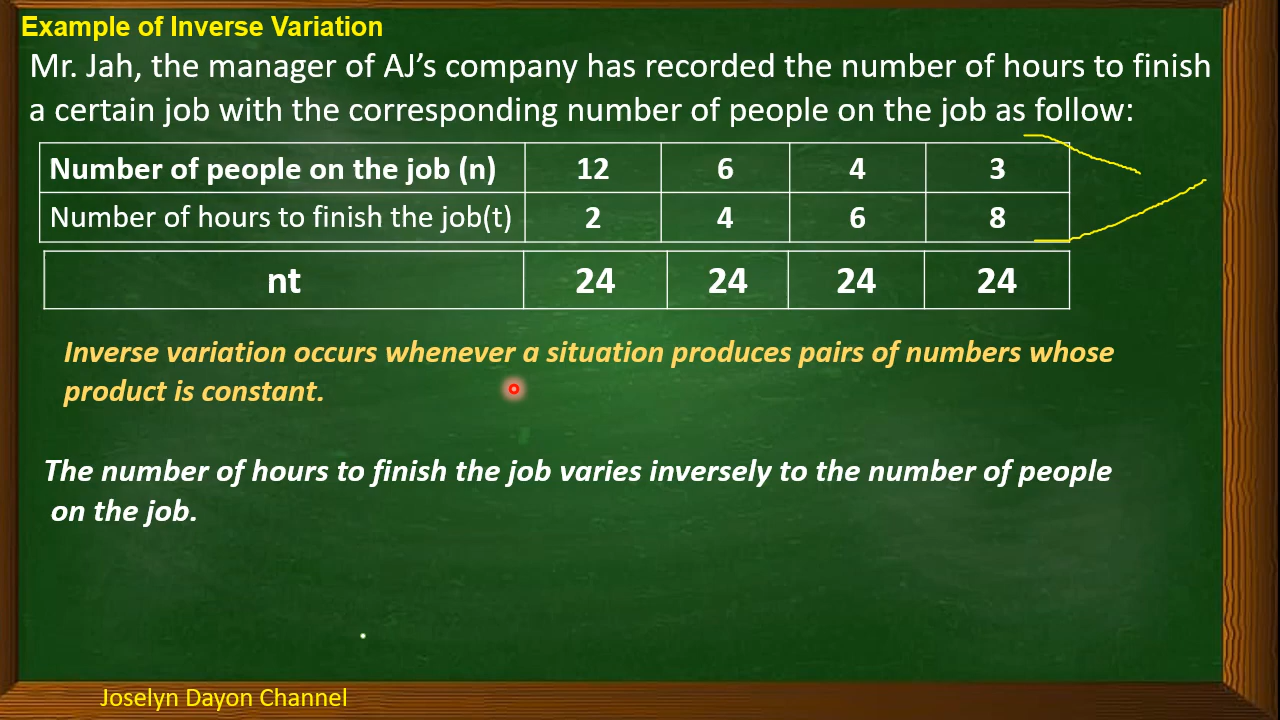 Example of Inverse Variation
Mr. Jah, the manager of AJ’s company has recorded the number of hours to finish
a certain job with the corresponding number of people on the job as follow:
Number of people on the job (n) 12 6 4 3
Number of hours to finish the job(t) 2 4 6 8
nt 24 24 24 24
Inverse variation occurs whenever a situation produces pairs of numbers whose
product is constant.
The number of hours to finish the job varies inversely to the number of people
on the job.
Joselyn Dayon Channel